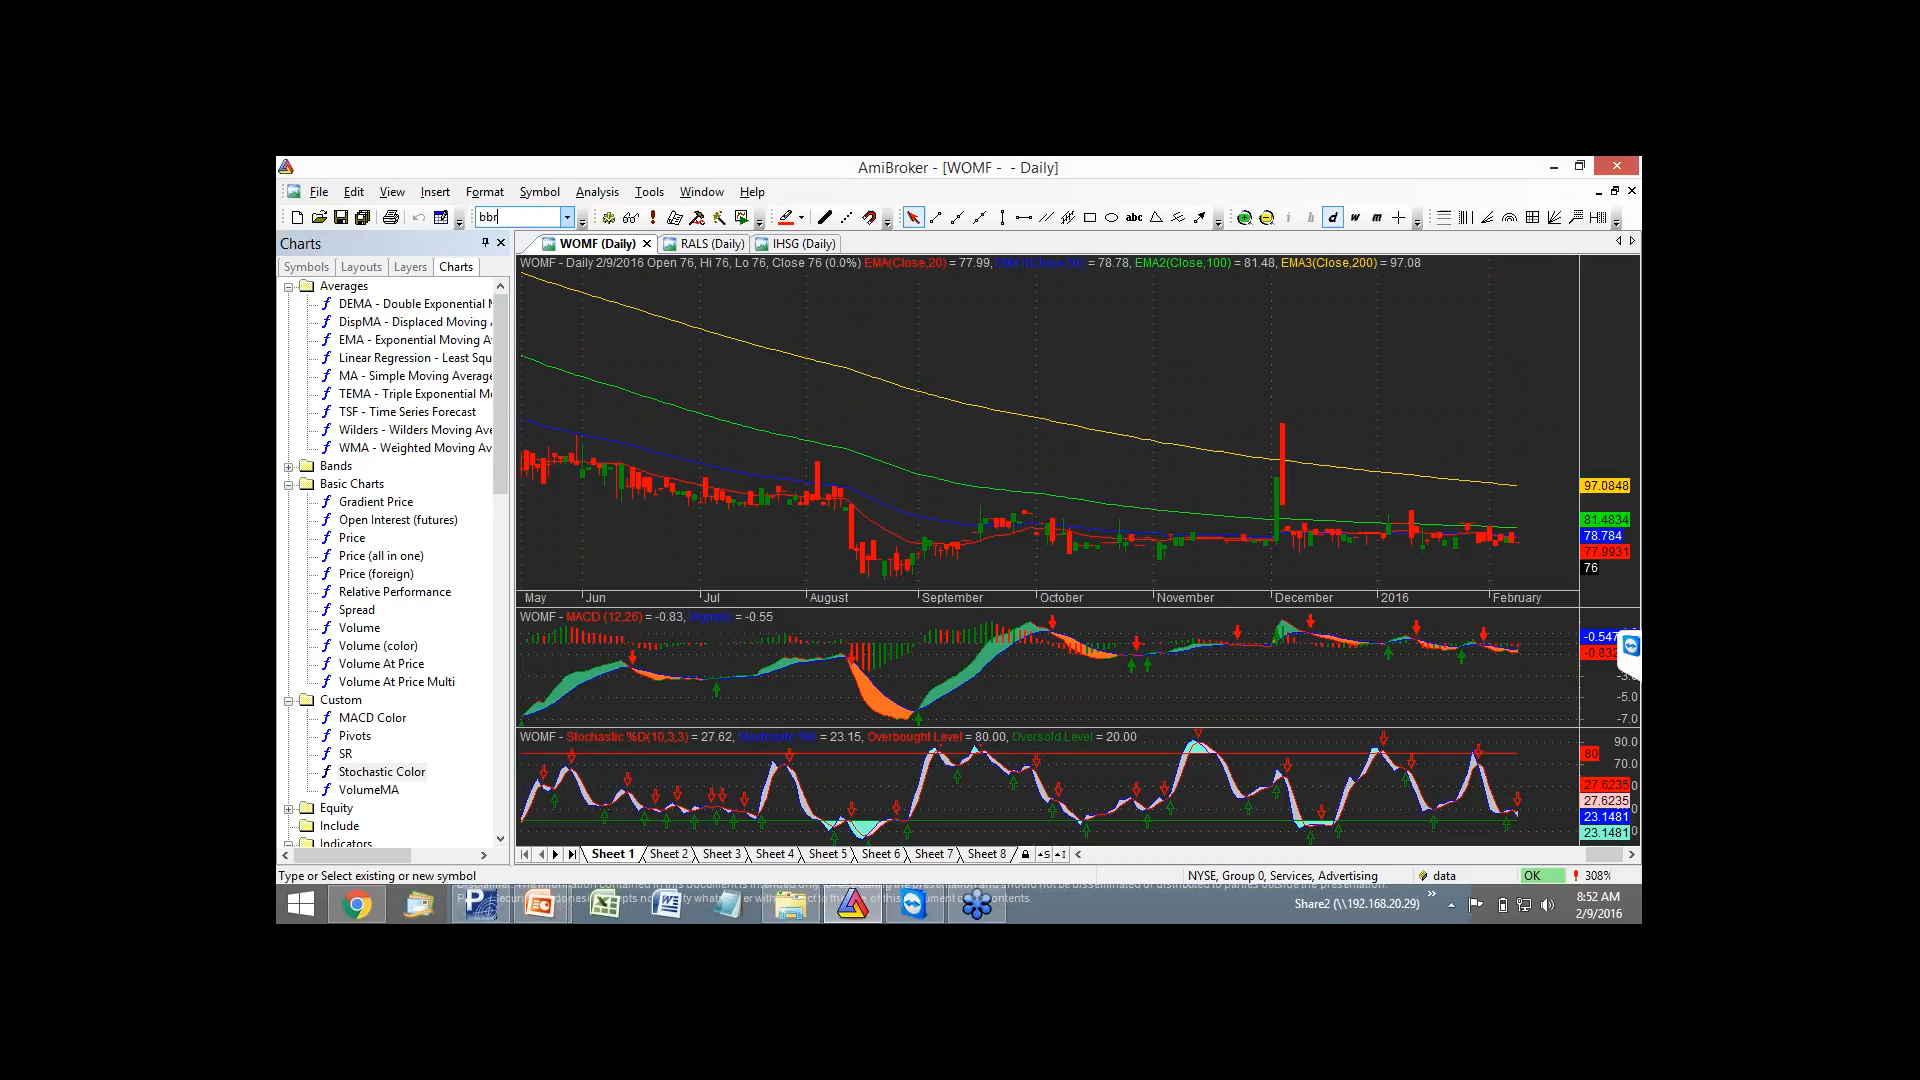 AmiBroker - [WOMF - - Daily]
File Edit View Insert Format Symbol Analysis Tools Window Help
bbr
abc
i h d w m
Charts
WOMF (Daily) RALS (Daily) IHSG (Daily)
Symbols Layouts Layers Charts
WOMF - Daily 2/9/2016 Open 76, Hi 76, Lo 76, Close 76 (0.0%) EMA(Close,20) = 77.99, = 78.78, EMA2(Close,100) = 81.48, EMA3(Close,200) = 97.08
Averages
DEMA - Double Exponential
DispMA - Displaced Moving
EMA - Exponential Moving A
Linear Regression - Least Squ
MA - Simple Moving Average
TEMA - Triple Exponential M
TSF - Time Series Forecast
Wilders - Wilders Moving Ave
WMA - Weighted Moving Av
Bands
Basic Charts
Gradient Price
Open Interest (futures)
Price
Price (all in one)
Price (foreign)
Relative Performance
Spread
Volume
Volume (color)
Volume At Price
Volume At Price Multi
Custom
MACD Color
Pivots
SR
Stochastic Color
VolumeMA
Equity
Include
Indicators
97.0848
81.4834
78.784
77.9931
76
May Jun Jul August September October November December 2016 February
WOMF - MACD (12,26) = -0.83, = -0.55
-0.547
-0.832
-3.0
-5.0
-7.0
WOMF - Stochastic %D(10,3,3) = 27.62, = 23.15, Overbought Level = 80.00, Oversold Level = 20.00
90.0
80
70.0
27.6235
27.6235
23.1481
23.1481
Sheet 1 Sheet 2 Sheet 3 Sheet 4 Sheet 5 Sheet 6 Sheet 7 Sheet 8
Type or Select existing or new symbol
NYSE, Group 0, Services, Advertising data OK 308%
Share2 (\\192.168.20.29)
8:52 AM
2/9/2016